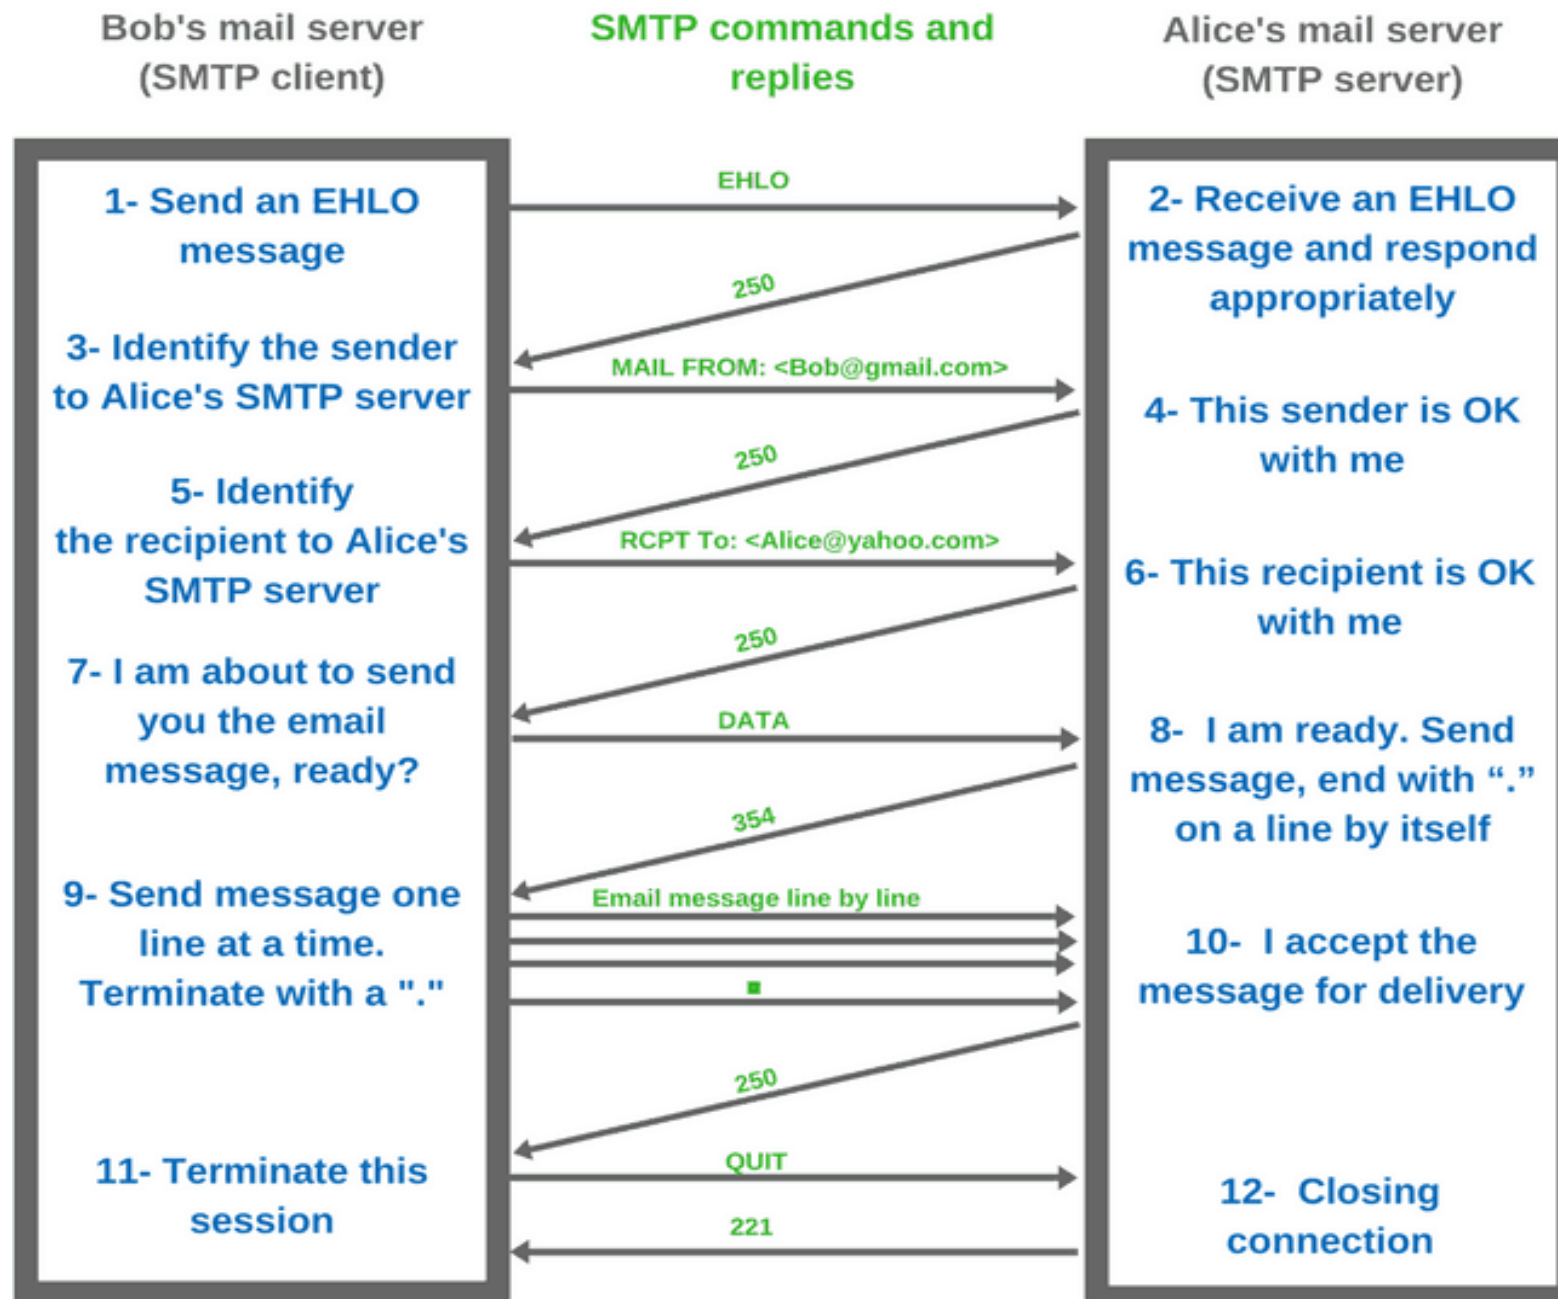 Bob's mail server
(SMTP client)
SMTP commands and
replies
Alice's mail server
(SMTP server)
1- Send an EHLO
message
EHLO
2- Receive an EHLO
message and respond
appropriately
250
3- Identify the sender
to Alice's SMTP server
MAIL FROM: <Bob@gmail.com>
4- This sender is OK
with me
250
5- Identify
the recipient to Alice's
SMTP server
RCPT To: <Alice@yahoo.com>
6- This recipient is OK
with me
250
7- I am about to send
you the email
message, ready?
DATA
8- I am ready. Send
message, end with “.”
on a line by itself
354
9- Send message one
line at a time.
Terminate with a "."
Email message line by line
.
10- I accept the
message for delivery
250
11- Terminate this
session
QUIT
12- Closing
connection
221